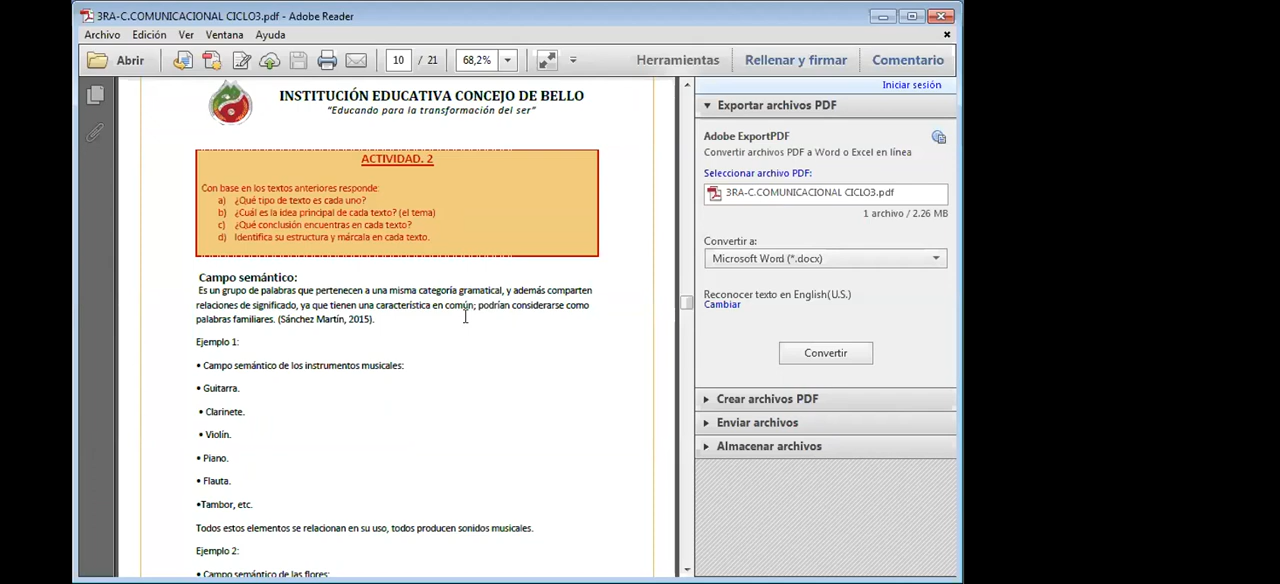 3RA-C.COMUNICACIONAL CICLO3.pdf - Adobe Reader
Archivo Edición Ver Ventana Ayuda
Abrir 10 / 21 68,2% Herramientas Rellenar y firmar Comentario
INSTITUCIÓN EDUCATIVA CONCEJO DE BELLO
"Educando para la transformación del ser"
ACTIVIDAD. 2
Con base en los textos anteriores responde:
a) ¿Qué tipo de texto es cada uno?
b) ¿Cuál es la idea principal de cada texto? (el tema)
c) ¿Qué conclusión encuentras en cada texto?
d) Identifica su estructura y márcala en cada texto.
Campo semántico:
Es un grupo de palabras que pertenecen a una misma categoría gramatical, y además comparten
relaciones de significado, ya que tienen una característica en común; podrían considerarse como
palabras familiares. (Sánchez Martín, 2015).
Ejemplo 1:
• Campo semántico de los instrumentos musicales:
• Guitarra.
• Clarinete.
• Violín.
• Piano.
• Flauta.
•Tambor, etc.
Todos estos elementos se relacionan en su uso, todos producen sonidos musicales.
Ejemplo 2:
• Campo semántico de las flores:
Iniciar sesión
Exportar archivos PDF
Adobe ExportPDF
Convertir archivos PDF a Word o Excel en línea
Seleccionar archivo PDF:
3RA-C.COMUNICACIONAL CICLO3.pdf
1 archivo / 2.26 MB
Convertir a:
Microsoft Word (*.docx)
Reconocer texto en English(U.S.)
Cambiar
Convertir
Crear archivos PDF
Enviar archivos
Almacenar archivos